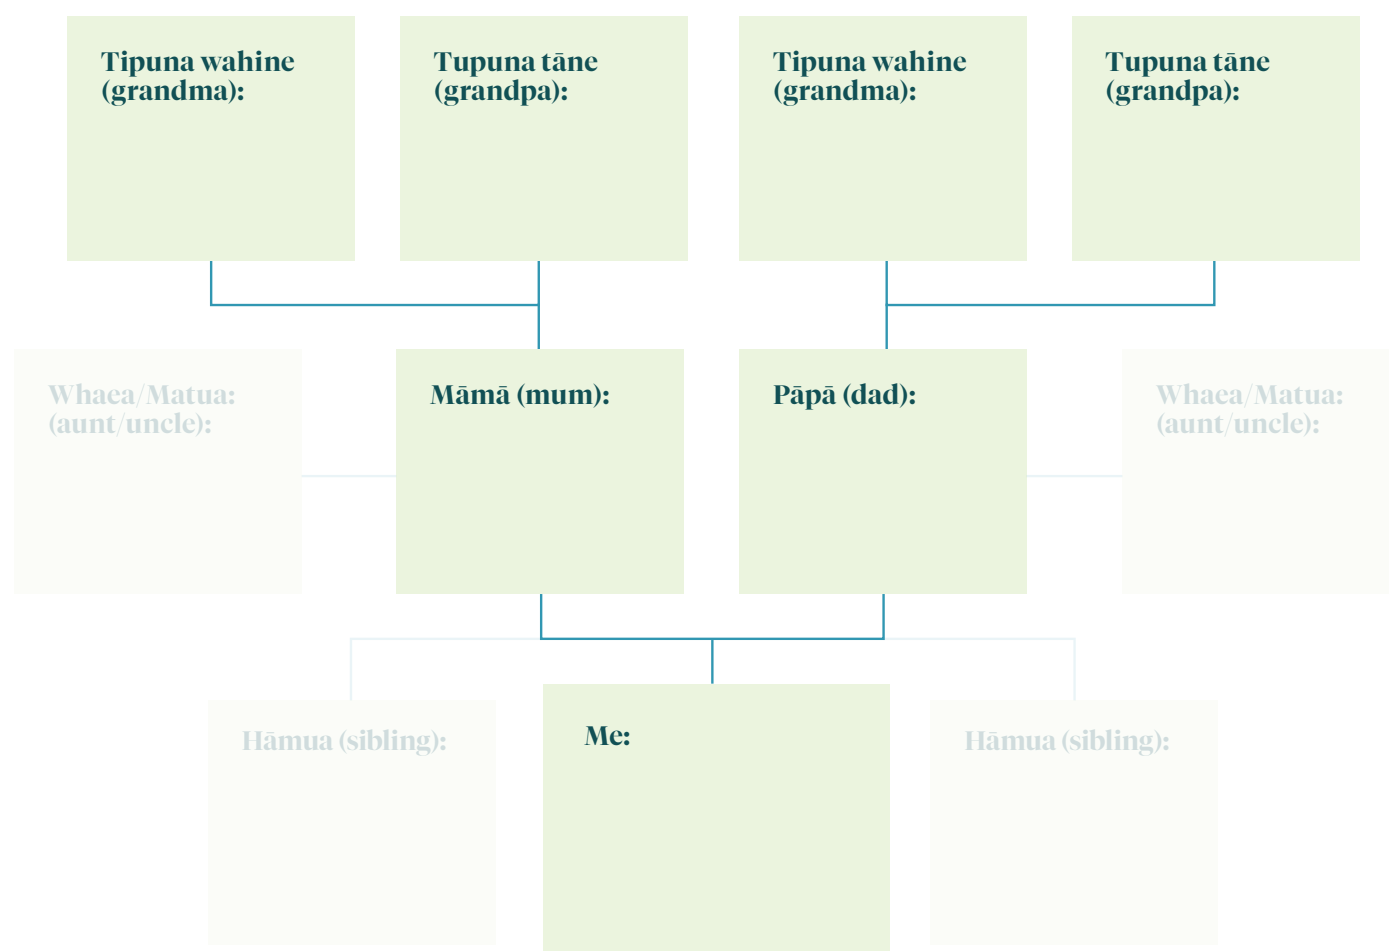 Tipuna wahine
(grandma):
Tupuna tāne
(grandpa):
Tipuna wahine
(grandma):
Tupuna tāne
(grandpa):
Whaea/Matua:
(aunt/uncle):
Māmā (mum):
Pāpā (dad):
Whaea/Matua:
(aunt/uncle):
Hāmua (sibling):
Me:
Hāmua (sibling):